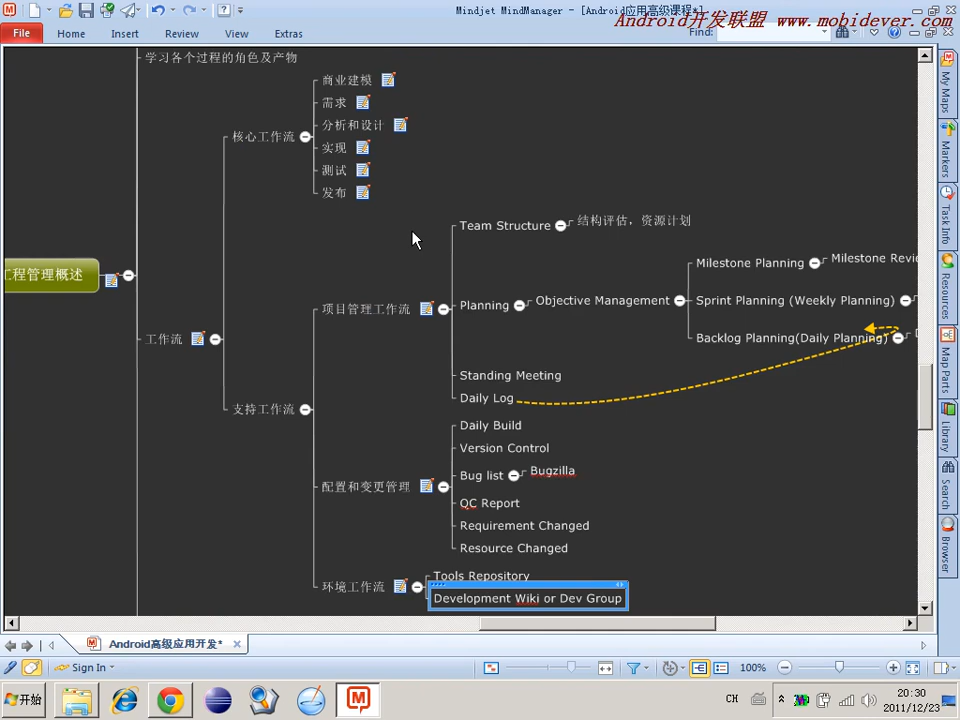 Mindjet MindManager - [Android应用高级课程*]
Android开发联盟 www.mobidever.com
File Home Insert Review View Extras Find:
学习各个过程的角色及产物
商业建模
需求
核心工作流
分析和设计
实现
测试
发布
工程管理概述
工作流
支持工作流
项目管理工作流
Team Structure 结构评估，资源计划
Planning Objective Management
Milestone Planning Milestone Revie
Sprint Planning (Weekly Planning)
Backlog Planning(Daily Planning)
Standing Meeting
Daily Log
配置和变更管理
Daily Build
Version Control
Bug list Bugzilla
QC Report
Requirement Changed
Resource Changed
环境工作流
Tools Repository
Development Wiki or Dev Group
My Maps
Markers
Task Info
Resources
Map Parts
Library
Search
Browser
Android高级应用开发*
Sign In 100%
开始 CH 20:30
2011/12/23